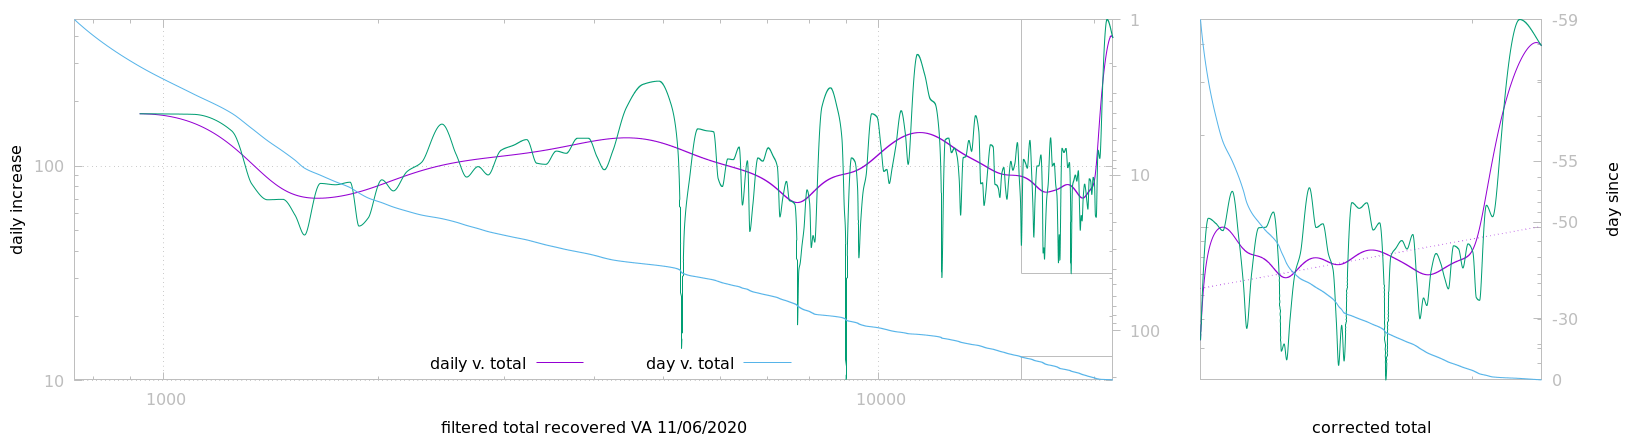 daily increase
100
10
1000
10000
1
10
100
daily v. total
day v. total
filtered total recovered VA 11/06/2020
-59
-55
-50
-30
0
day since
corrected total